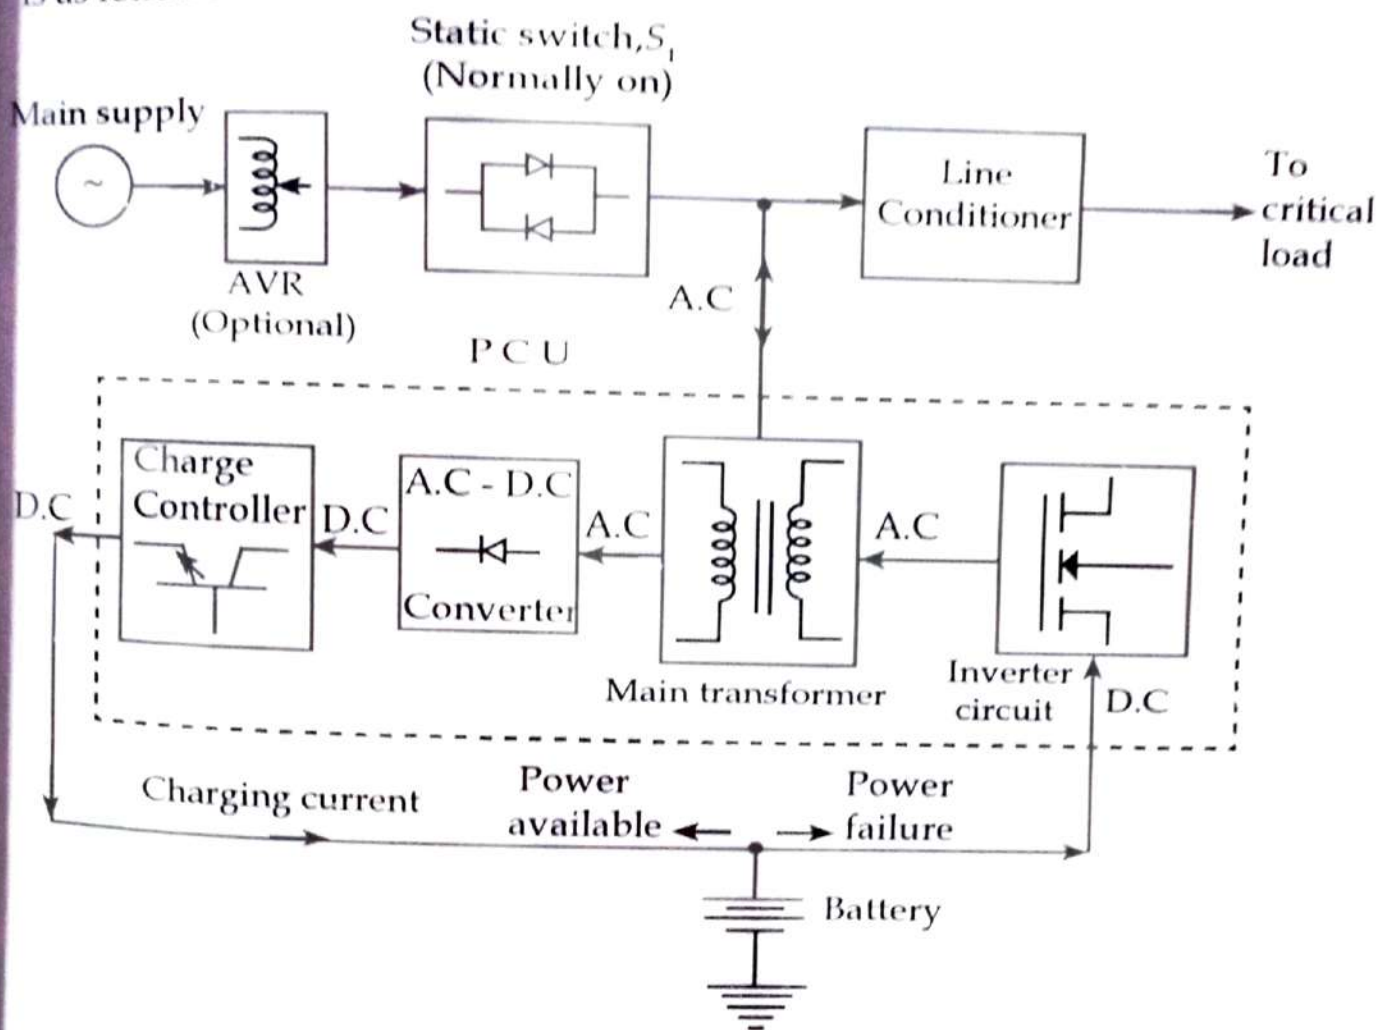 Static switch,S1
(Normally on)
Main supply
~
AVR
(Optional)
Line
Conditioner
To
critical
load
A.C
P C U
Charge
Controller
D.C
D.C
A.C - D.C
Converter
A.C
A.C
Main transformer
Inverter
circuit
D.C
Charging current
Power
available
Power
failure
Battery